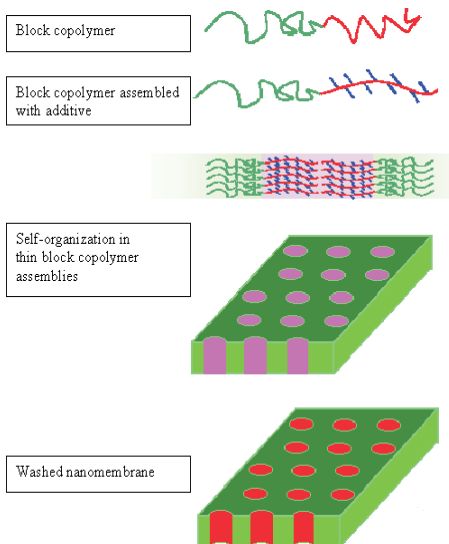 Block copolymer
Block copolymer assembled
with additive
Self-organization in
thin block copolymer
assemblies
Washed nanomembrane